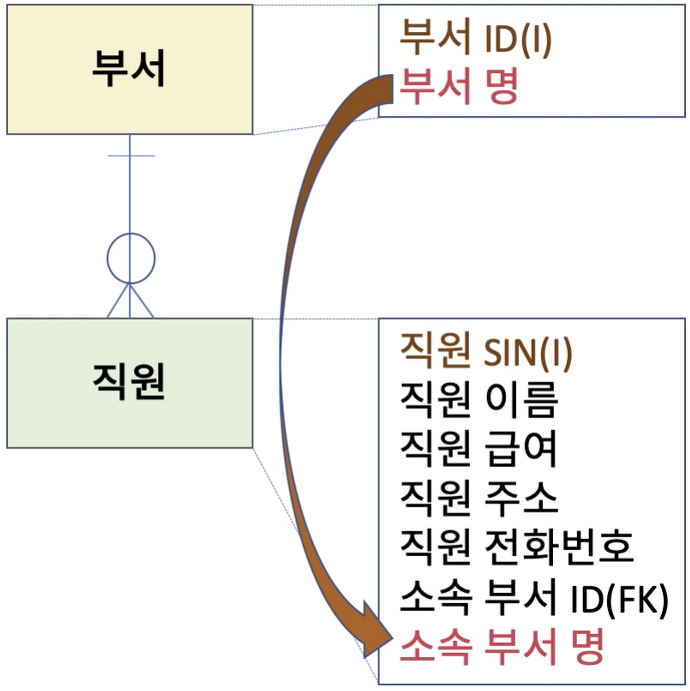 부서
부서 ID(I)
부서 명
직원
직원 SIN(I)
직원 이름
직원 급여
직원 주소
직원 전화번호
소속 부서 ID(FK)
소속 부서 명